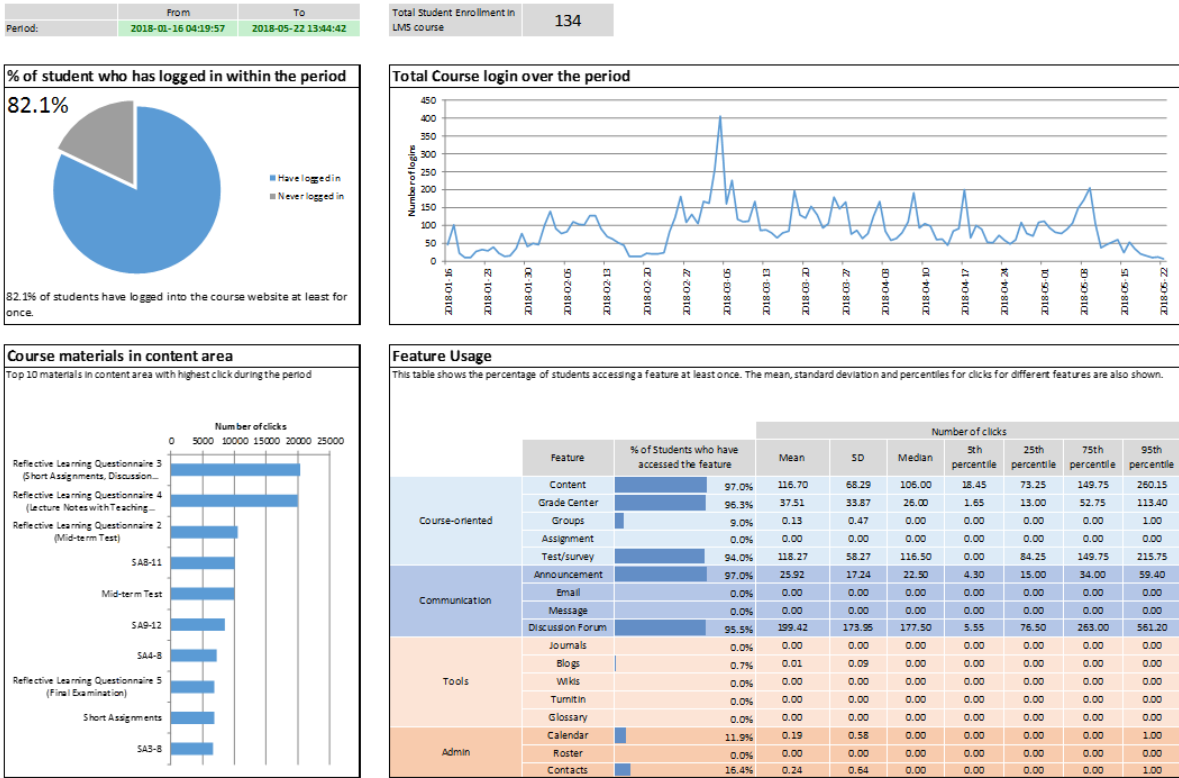 From To
Period: 2018-01-16 04:19:57 2018-05-22 13:44:42
Total Student Enrollment in
LMS course
134
% of student who has logged in within the period
82.1%
Have logged in
Never logged in
82.1% of students have logged into the course website at least for
once.
Total Course login over the period
Number of logins
450
400
350
300
250
200
150
100
50
0
2018-01-16
2018-01-23
2018-01-30
2018-02-06
2018-02-13
2018-02-20
2018-02-27
2018-03-06
2018-03-13
2018-03-20
2018-03-27
2018-04-03
2018-04-10
2018-04-17
2018-04-24
2018-05-01
2018-05-08
2018-05-15
2018-05-22
Course materials in content area
Top 10 materials in content area with highest click during the period
Number of clicks
0 5000 10000 15000 20000 25000
Reflective Learning Questionnaire 3
(Short Assignments, Discussion...
Reflective Learning Questionnaire 4
(Lecture Notes with Teaching...
Reflective Learning Questionnaire 2
(Mid-term Test)
SA8-11
Mid-term Test
SA9-12
SA4-8
Reflective Learning Questionnaire 5
(Final Examination)
Short Assignments
SA3-8
Feature Usage
This table shows the percentage of students accessing a feature at least once. The mean, standard deviation and percentiles for clicks for different features are also shown.
Number of clicks
Feature % of Students who have
accessed the feature Mean SD Median 5th
percentile 25th
percentile 75th
percentile 95th
percentile
Course-oriented
Content 97.0% 116.70 68.29 106.00 18.45 73.25 149.75 260.15
Grade Center 96.3% 37.51 33.87 26.00 1.65 13.00 52.75 113.40
Groups 9.0% 0.13 0.47 0.00 0.00 0.00 0.00 1.00
Assignment 0.0% 0.00 0.00 0.00 0.00 0.00 0.00 0.00
Test/survey 94.0% 118.27 58.27 116.50 0.00 84.25 149.75 215.75
Communication
Announcement 97.0% 25.92 17.24 22.50 4.30 15.00 34.00 59.40
Email 0.0% 0.00 0.00 0.00 0.00 0.00 0.00 0.00
Message 0.0% 0.00 0.00 0.00 0.00 0.00 0.00 0.00
Discussion Forum 95.5% 199.42 173.95 177.50 5.55 76.50 263.00 561.20
Tools
Journals 0.0% 0.00 0.00 0.00 0.00 0.00 0.00 0.00
Blogs 0.7% 0.01 0.09 0.00 0.00 0.00 0.00 0.00
Wikis 0.0% 0.00 0.00 0.00 0.00 0.00 0.00 0.00
Turnitin 0.0% 0.00 0.00 0.00 0.00 0.00 0.00 0.00
Glossary 0.0% 0.00 0.00 0.00 0.00 0.00 0.00 0.00
Admin
Calendar 11.9% 0.19 0.58 0.00 0.00 0.00 0.00 1.00
Roster 0.0% 0.00 0.00 0.00 0.00 0.00 0.00 0.00
Contacts 16.4% 0.24 0.64 0.00 0.00 0.00 0.00 1.00